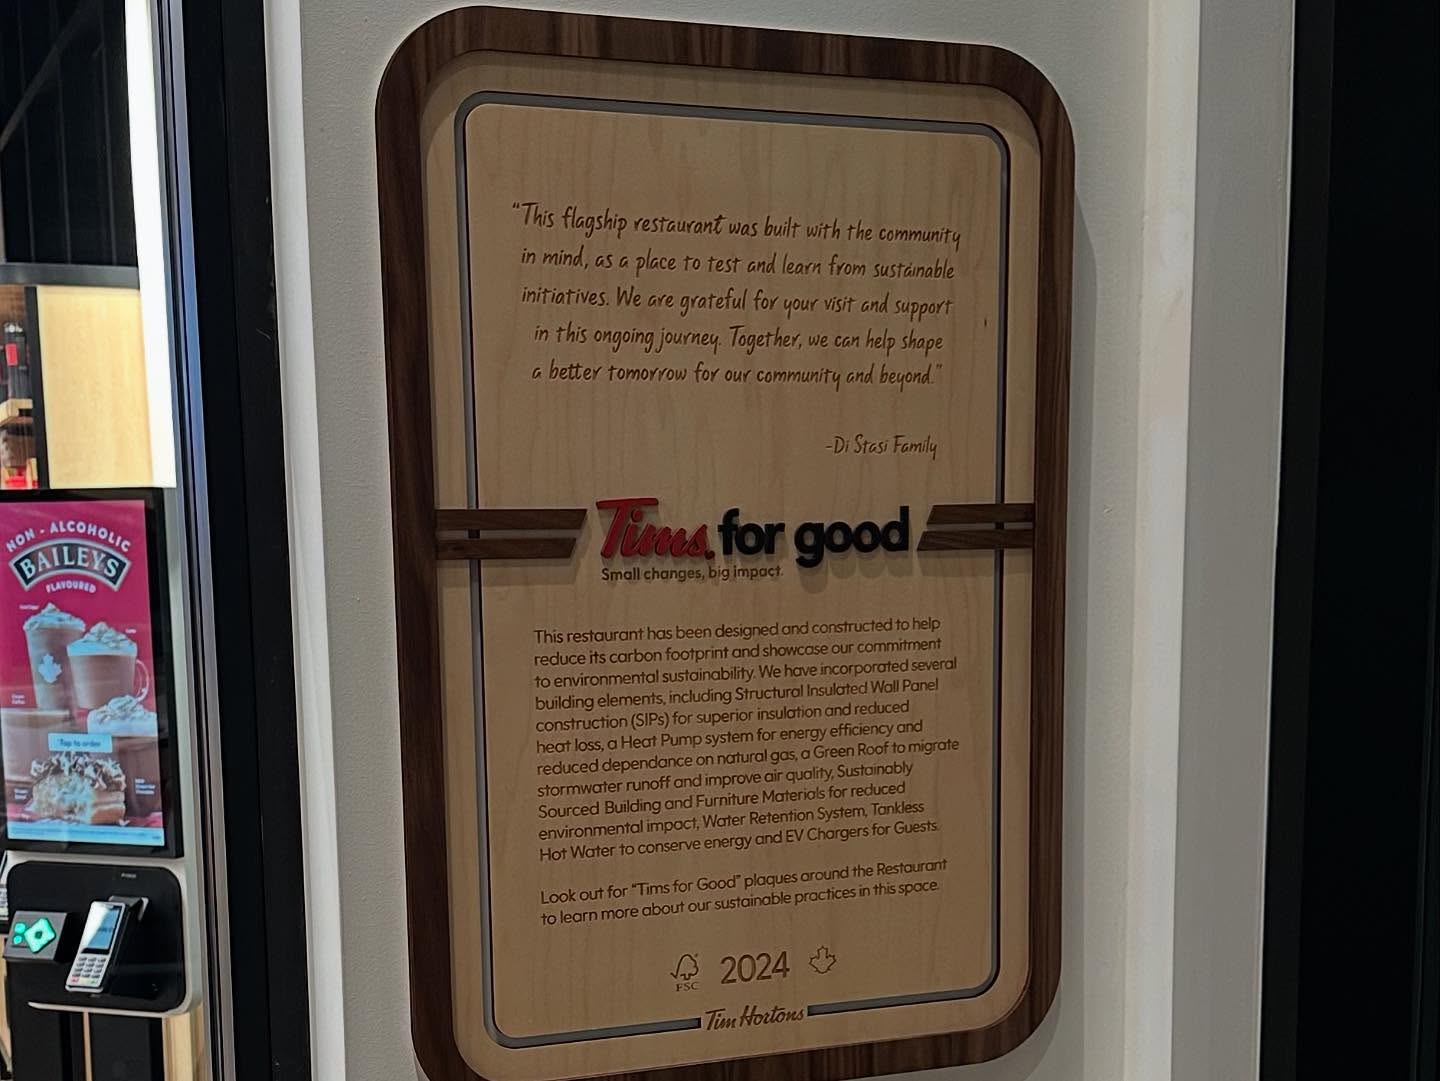 "This flagship restaurant was built with the community
in mind, as a place to test and learn from sustainable
initiatives. We are grateful for your visit and support
in this ongoing journey. Together, we can help shape
a better tomorrow for our community and beyond."
-Di Stasi Family
Tims for good
Small changes, big impact.
This restaurant has been designed and constructed to help
reduce its carbon footprint and showcase our commitment
to environmental sustainability. We have incorporated several
building elements, including Structural Insulated Wall Panel
construction (SIPs) for superior insulation and reduced
heat loss, a Heat Pump system for energy efficiency and
reduced dependance on natural gas, a Green Roof to migrate
stormwater runoff and improve air quality, Sustainably
Sourced Building and Furniture Materials for reduced
environmental impact, Water Retention System, Tankless
Hot Water to conserve energy and EV Chargers for Guests.
Look out for "Tims for Good" plaques around the Restaurant
to learn more about our sustainable practices in this space.
FSC 2024
Tim Hortons
NON-ALCOHOLIC
BAILEYS
FLAVOURED
Tap to order